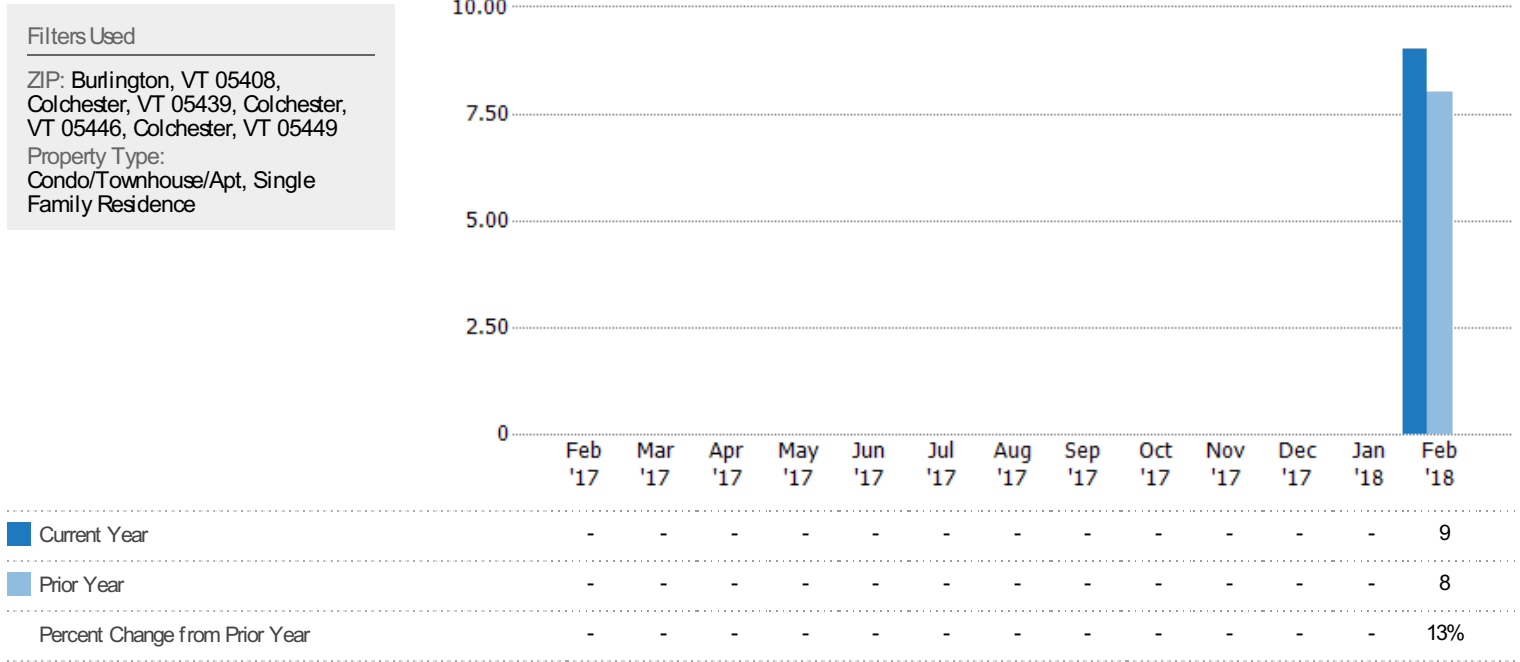 Filters Used
ZIP: Burlington, VT 05408,
Colchester, VT 05439, Colchester,
VT 05446, Colchester, VT 05449
Property Type:
Condo/Townhouse/Apt, Single
Family Residence
10.00
7.50
5.00
2.50
0
Feb Mar Apr May Jun Jul Aug Sep Oct Nov Dec Jan Feb
'17 '17 '17 '17 '17 '17 '17 '17 '17 '17 '17 '18 '18
Current Year - - - - - - - - - - - - 9
Prior Year - - - - - - - - - - - - 8
Percent Change from Prior Year - - - - - - - - - - - - 13%